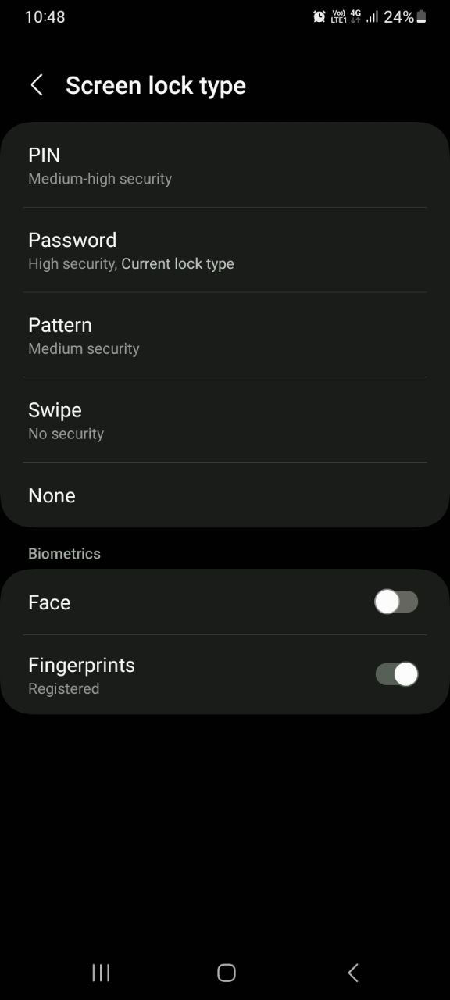 10:48 Vo)) LTE1 4G 24%
Screen lock type
PIN
Medium-high security
Password
High security, Current lock type
Pattern
Medium security
Swipe
No security
None
Biometrics
Face
Fingerprints
Registered